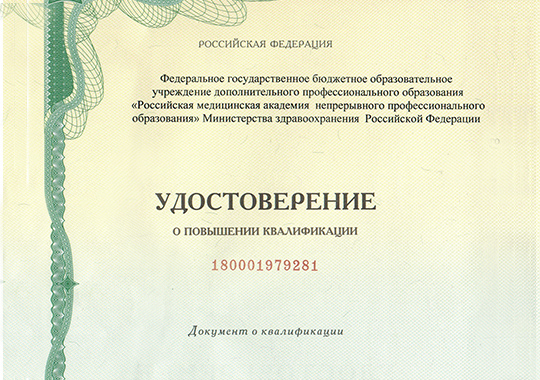 РОССИЙСКАЯ ФЕДЕРАЦИЯ
Федеральное государственное бюджетное образовательное
учреждение дополнительного профессионального образования
«Российская медицинская академия непрерывного профессионального
образования» Министерства здравоохранения Российской Федерации
УДОСТОВЕРЕНИЕ
О ПОВЫШЕНИИ КВАЛИФИКАЦИИ
180001979281
Документ о квалификации